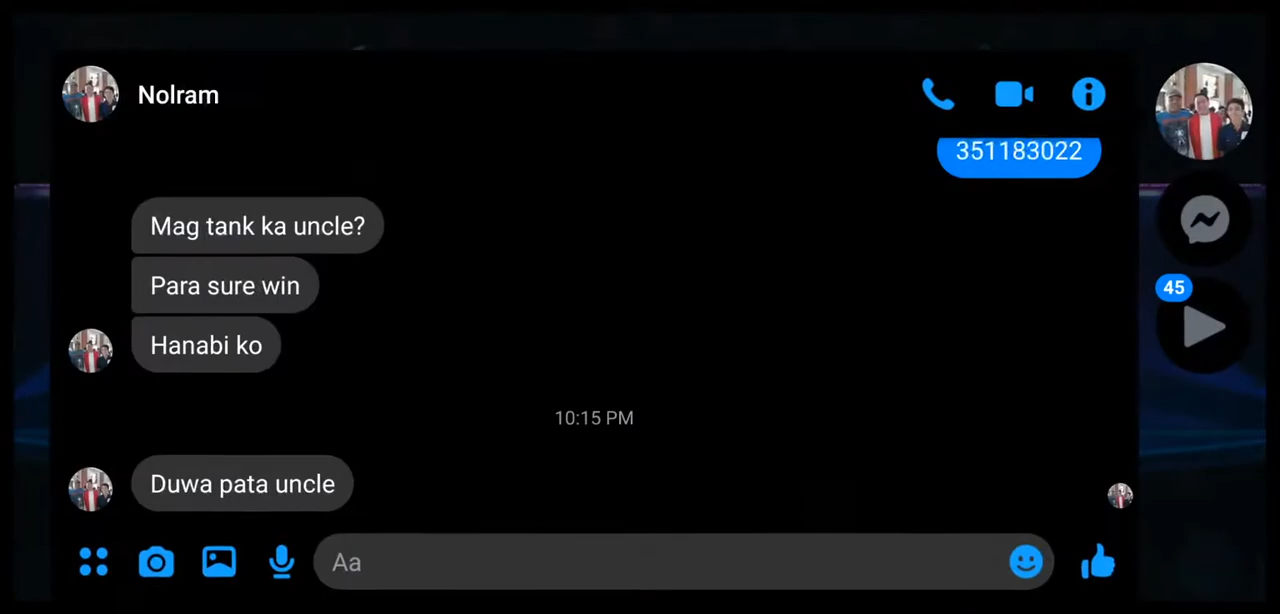 Nolram
351183022
Mag tank ka uncle?
Para sure win
Hanabi ko
10:15 PM
Duwa pata uncle
Aa
45